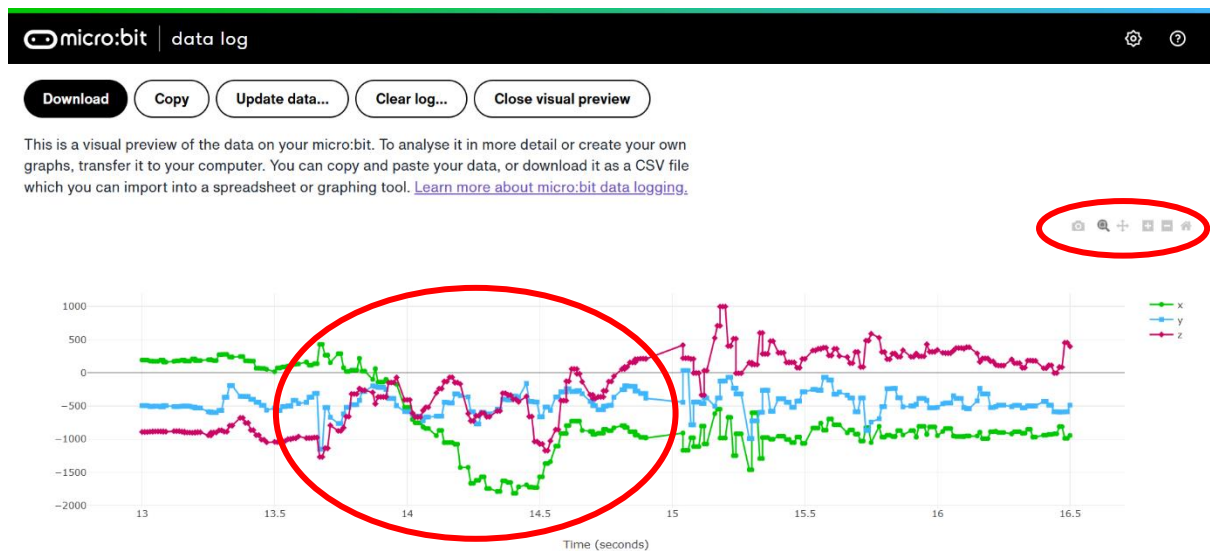 micro:bit data log
Download Copy Update data... Clear log... Close visual preview
This is a visual preview of the data on your micro:bit. To analyse it in more detail or create your own
graphs, transfer it to your computer. You can copy and paste your data, or download it as a CSV file
which you can import into a spreadsheet or graphing tool. Learn more about micro:bit data logging.
1000
500
0
−500
−1000
−1500
−2000
x
y
z
13 13.5 14 14.5 15 15.5 16 16.5
Time (seconds)